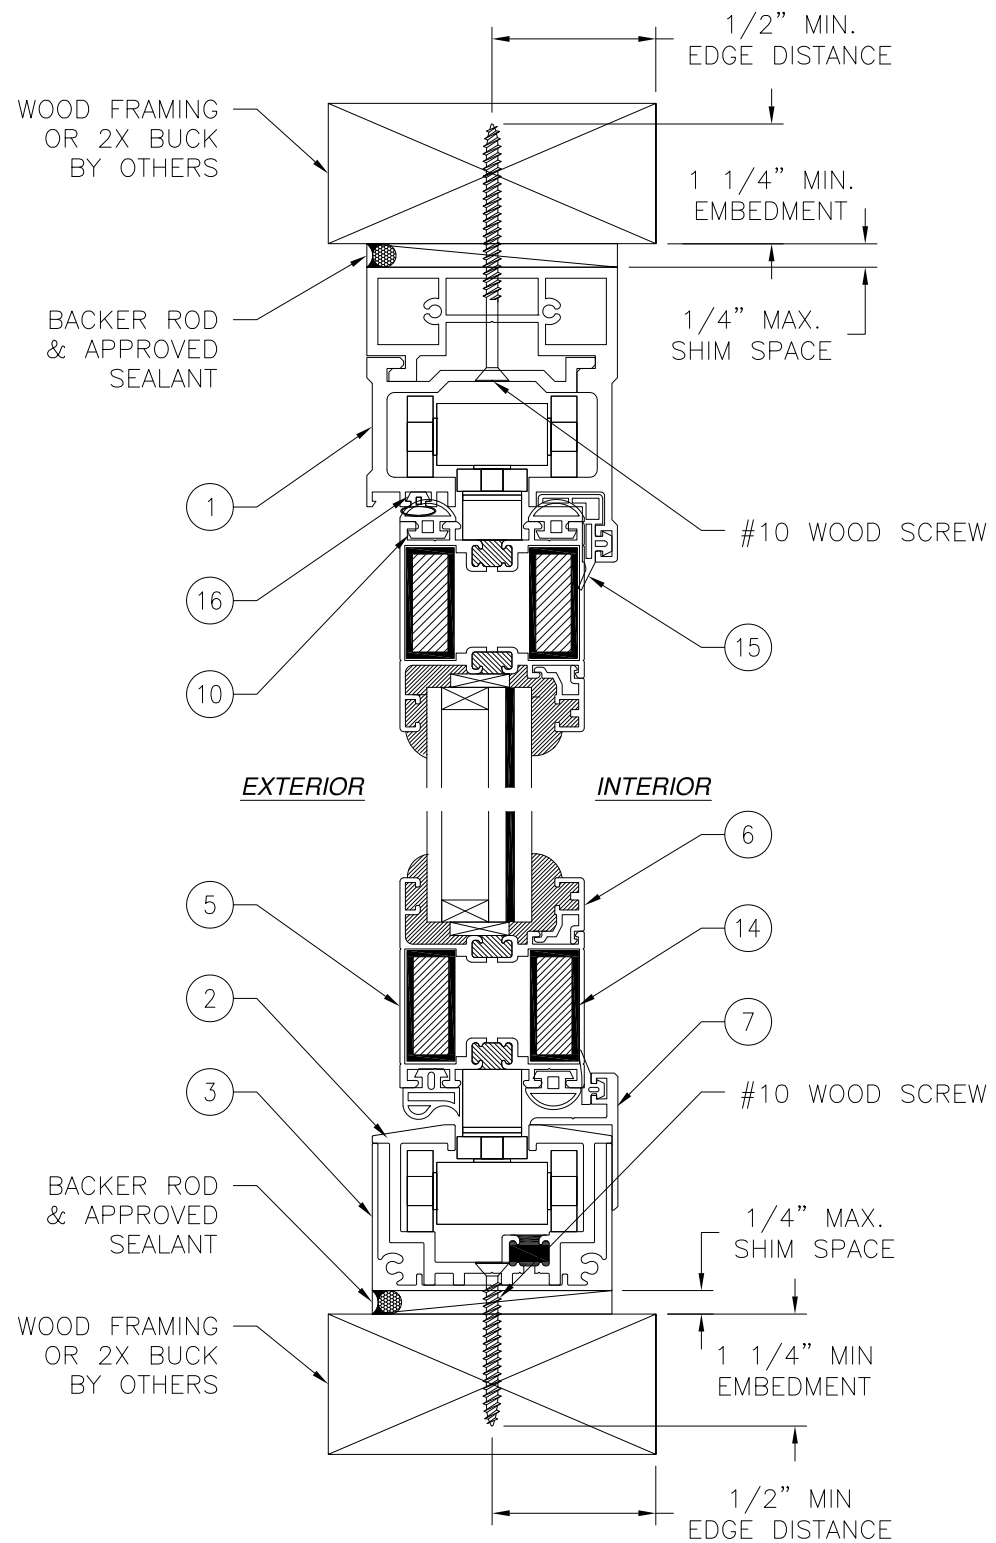 1/2” MIN.
EDGE DISTANCE
WOOD FRAMING
OR 2X BUCK
BY OTHERS
1 1/4” MIN.
EMBEDMENT
BACKER ROD
& APPROVED
SEALANT
1/4” MAX.
SHIM SPACE
1
#10 WOOD SCREW
16
15
10
EXTERIOR
INTERIOR
6
5
14
2
7
3
#10 WOOD SCREW
BACKER ROD
& APPROVED
SEALANT
1/4” MAX.
SHIM SPACE
WOOD FRAMING
OR 2X BUCK
BY OTHERS
1 1/4” MIN
EMBEDMENT
1/2” MIN
EDGE DISTANCE